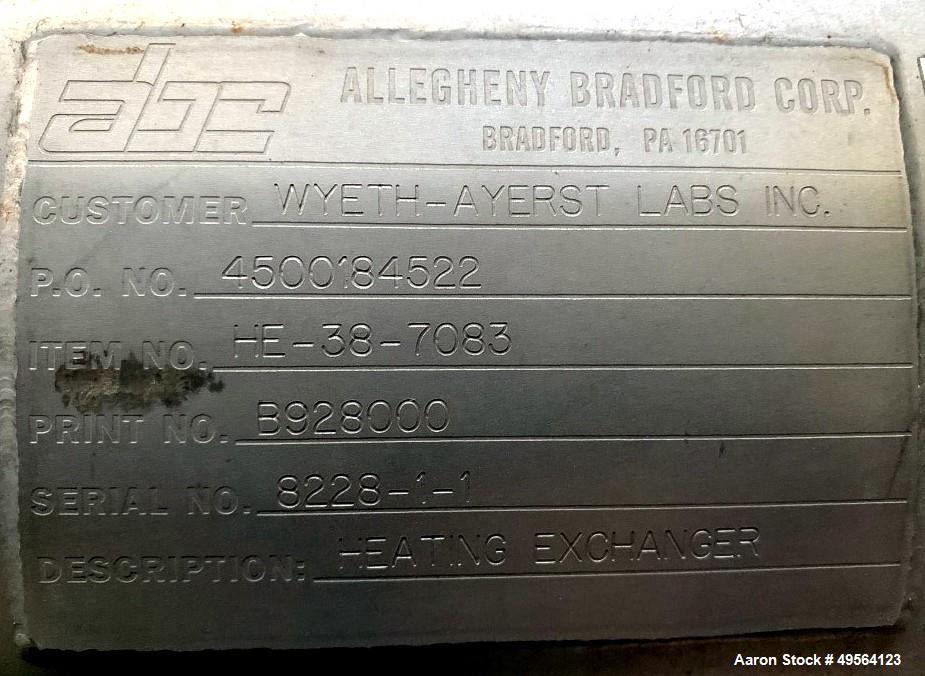 abc
ALLEGHENY BRADFORD CORP.
BRADFORD, PA 16701
CUSTOMER WYETH-AYERST LABS INC.
P.O. NO. 4500184522
ITEM NO. HE-38-7083
PRINT NO. B928000
SERIAL NO. 8228-1-1
DESCRIPTION: HEATING EXCHANGER
Aaron Stock # 49564123